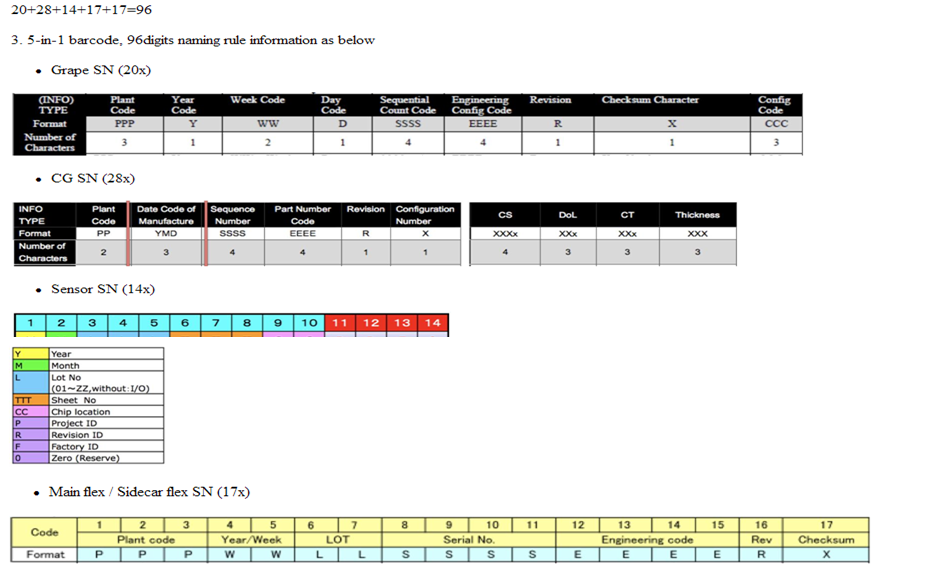 20+28+14+17+17=96
3. 5-in-1 barcode, 96digits naming rule information as below
• Grape SN (20x)
(INFO) TYPE Plant Code Year Code Week Code Day Code Sequential Count Code Engineering Config Code Revision Checksum Character Config Code
Format PPP Y WW D SSSS EEEE R X CCC
Number of Characters 3 1 2 1 4 4 1 1 3
• CG SN (28x)
INFO TYPE Plant Code Date Code of Manufacture Sequence Number Part Number Code Revision Configuration Number CS DoL CT Thickness
Format PP YMD SSSS EEEE R X XXXx XXx XXx XXX
Number of Characters 2 3 4 4 1 1 4 3 3 3
• Sensor SN (14x)
1 2 3 4 5 6 7 8 9 10 11 12 13 14
Y Year
M Month
L Lot No
(01~ZZ,without:I/O)
TTT Sheet No
CC Chip location
P Project ID
R Revision ID
F Factory ID
0 Zero (Reserve)
• Main flex / Sidecar flex SN (17x)
Code 1 2 3 4 5 6 7 8 9 10 11 12 13 14 15 16 17
Plant code Year/Week LOT Serial No. Engineering code Rev Checksum
Format P P P W W L L S S S S E E E E R X